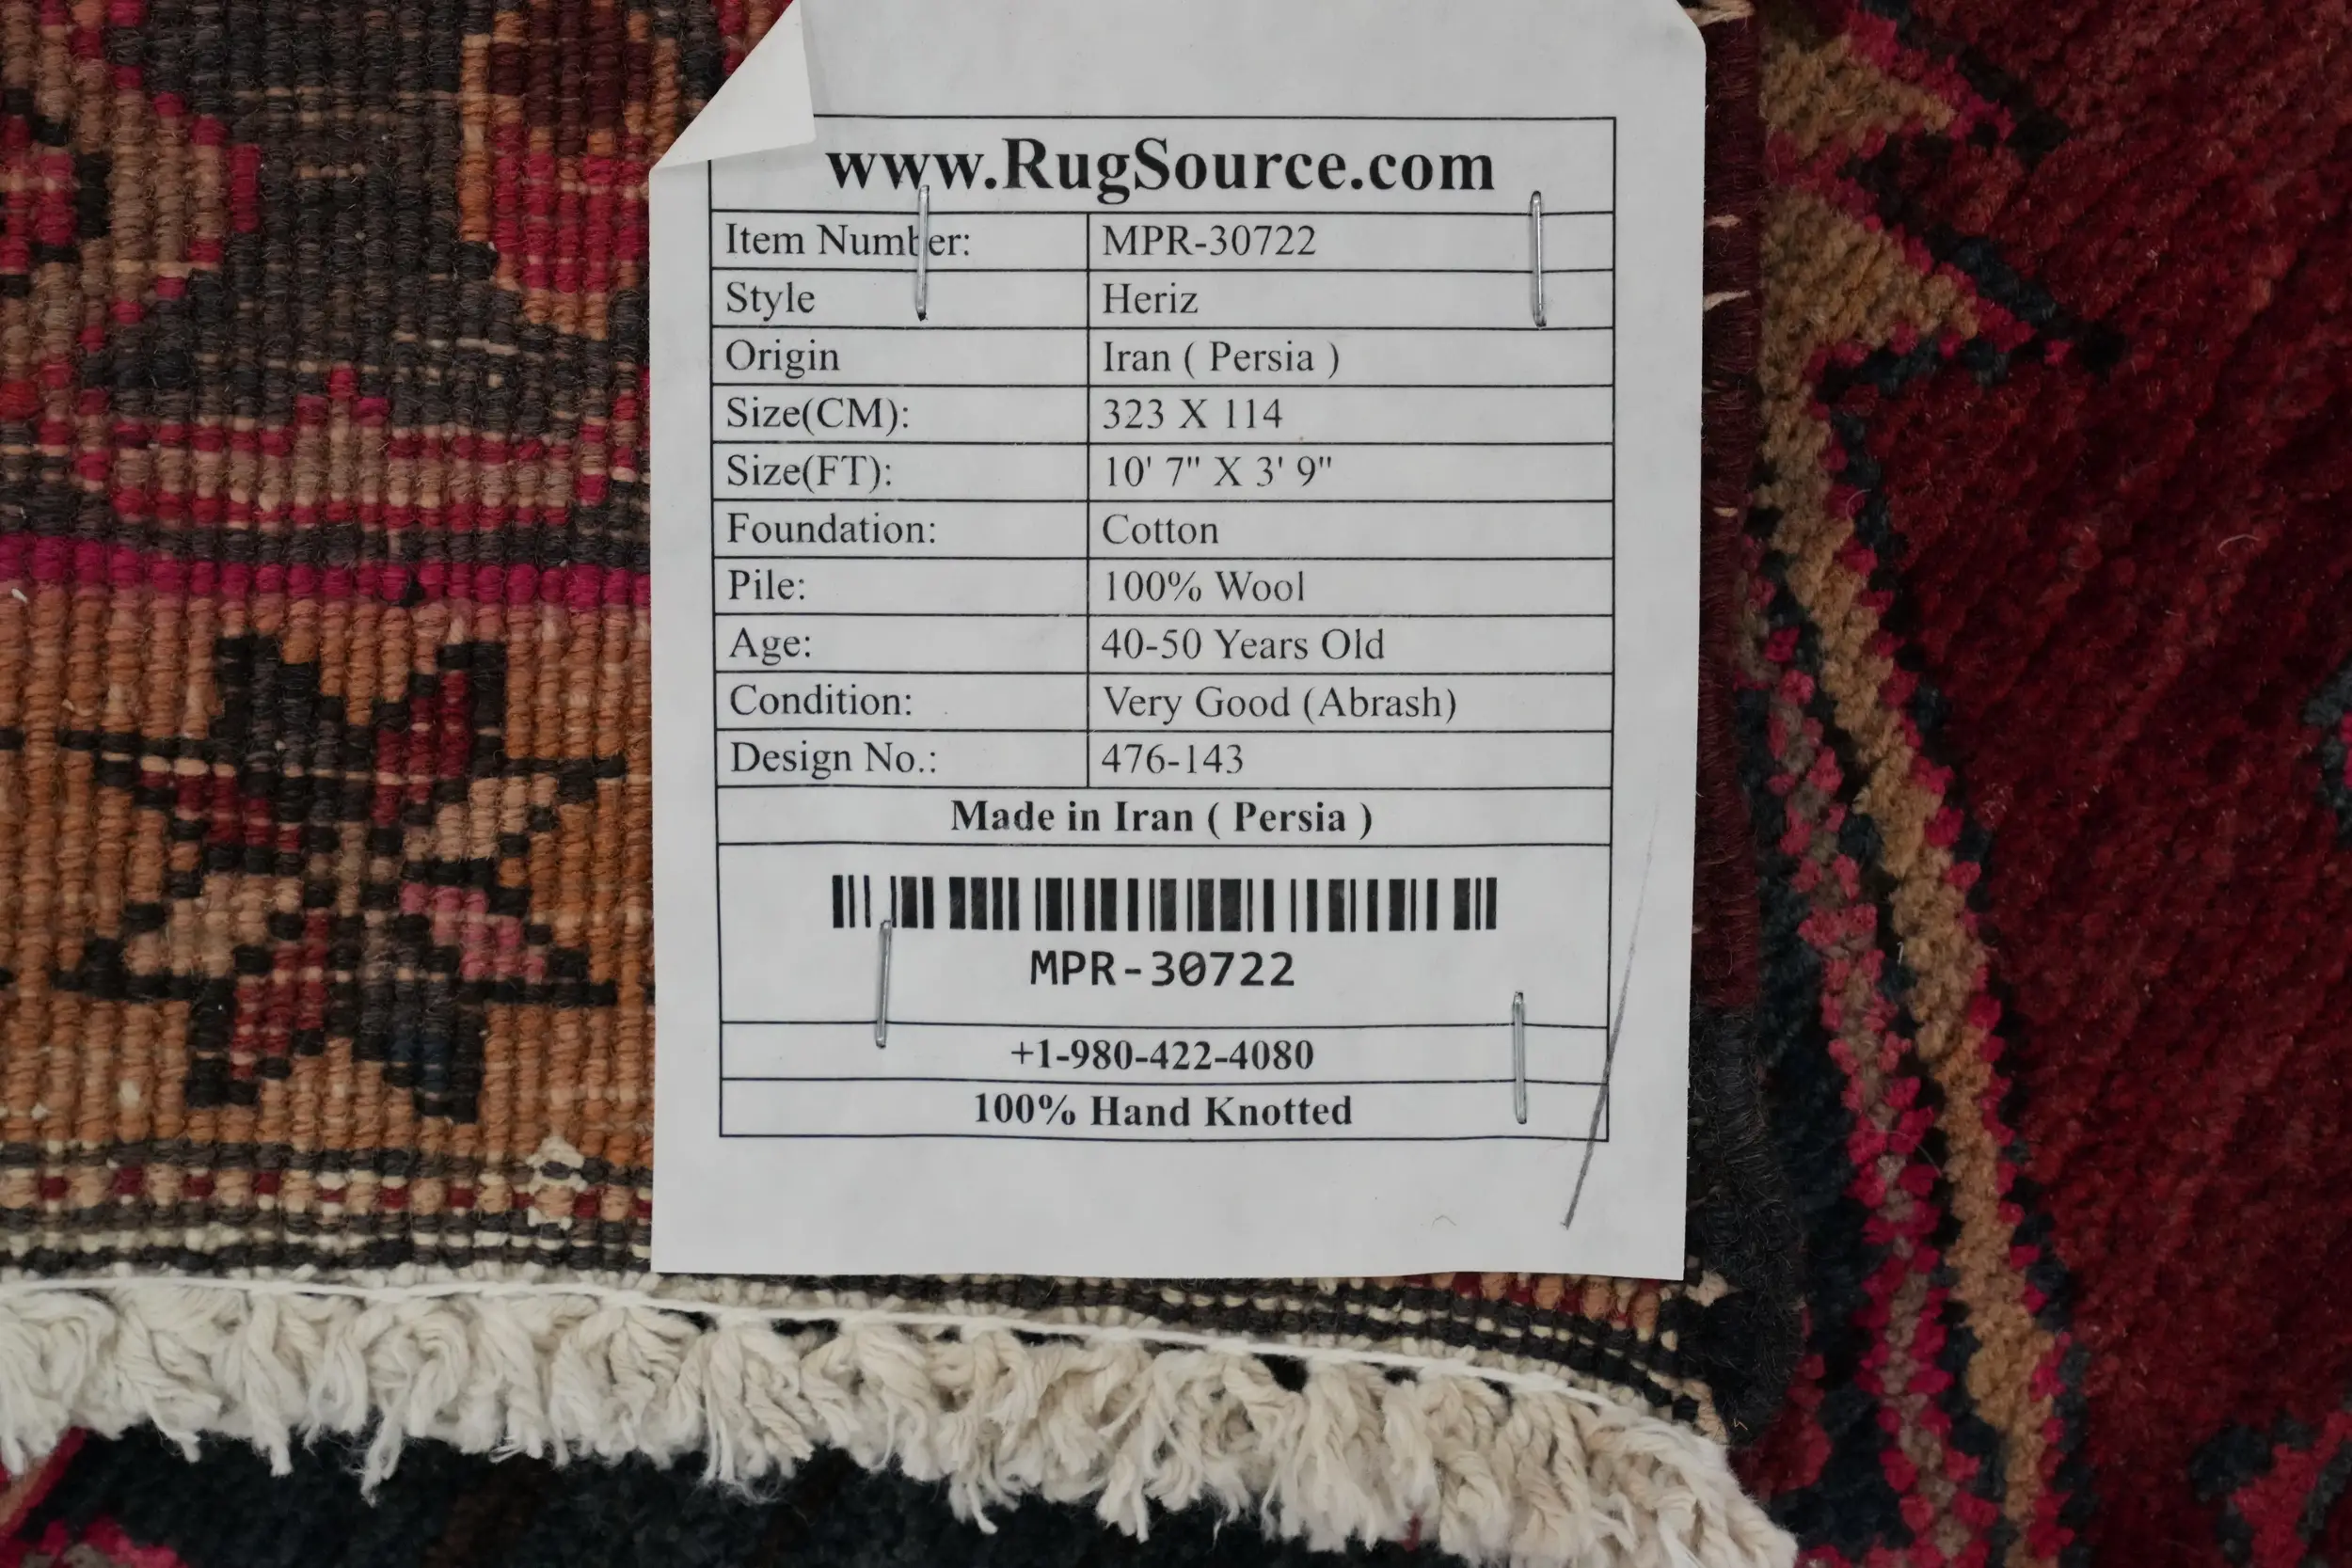 www.RugSource.com
Item Number: MPR-30722
Style Heriz
Origin Iran ( Persia )
Size(CM): 323 X 114
Size(FT): 10' 7" X 3' 9"
Foundation: Cotton
Pile: 100% Wool
Age: 40-50 Years Old
Condition: Very Good (Abrash)
Design No.: 476-143
Made in Iran ( Persia )
MPR-30722
+1-980-422-4080
100% Hand Knotted